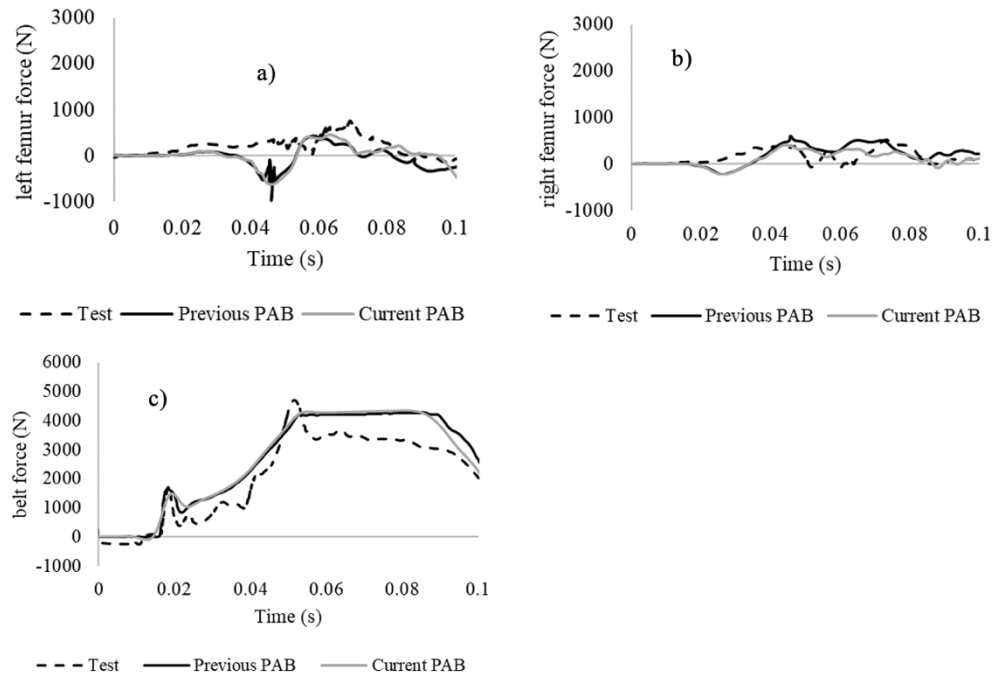 a)
left femur force (N)
3000
2000
1000
0
-1000
0 0.02 0.04 0.06 0.08 0.1
Time (s)
Test Previous PAB Current PAB
b)
right femur force (N)
3000
2000
1000
0
-1000
0 0.02 0.04 0.06 0.08 0.1
Time (s)
Test Previous PAB Current PAB
c)
belt force (N)
6000
5000
4000
3000
2000
1000
0
-1000
0 0.02 0.04 0.06 0.08 0.1
Time (s)
Test Previous PAB Current PAB